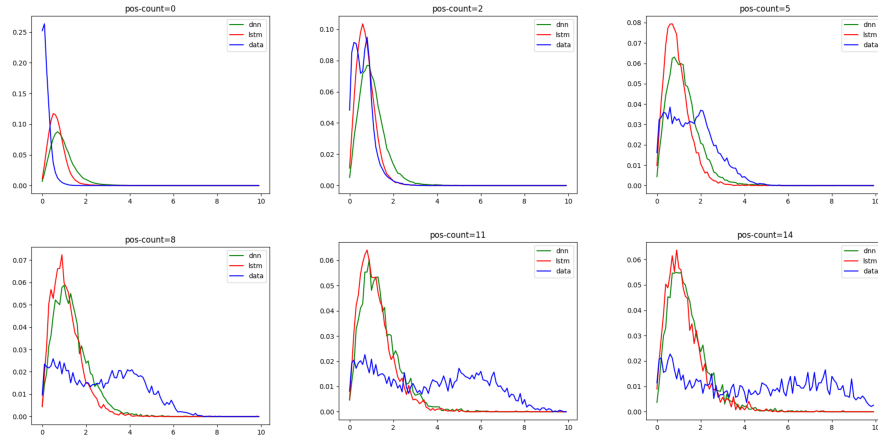 pos-count=0
dnn
lstm
data
0.25
0.20
0.15
0.10
0.05
0.00
0 2 4 6 8 10
pos-count=2
dnn
lstm
data
0.10
0.08
0.06
0.04
0.02
0.00
0 2 4 6 8 10
pos-count=5
dnn
lstm
data
0.08
0.07
0.06
0.05
0.04
0.03
0.02
0.01
0.00
0 2 4 6 8 10
pos-count=8
dnn
lstm
data
0.07
0.06
0.05
0.04
0.03
0.02
0.01
0.00
0 2 4 6 8 10
pos-count=11
dnn
lstm
data
0.06
0.05
0.04
0.03
0.02
0.01
0.00
0 2 4 6 8 10
pos-count=14
dnn
lstm
data
0.06
0.05
0.04
0.03
0.02
0.01
0.00
0 2 4 6 8 10